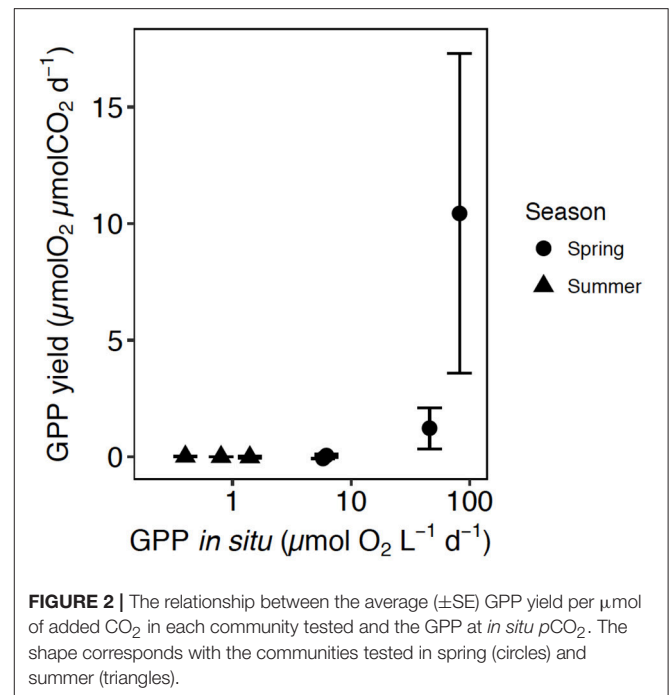 GPP yield (µmolO₂ µmolCO₂ d⁻¹)
15
10
5
0
1
10
100
GPP in situ (µmol O₂ L⁻¹ d⁻¹)
Season
Spring
Summer
FIGURE 2 | The relationship between the average (±SE) GPP yield per µmol
of added CO₂ in each community tested and the GPP at in situ pCO₂. The
shape corresponds with the communities tested in spring (circles) and
summer (triangles).